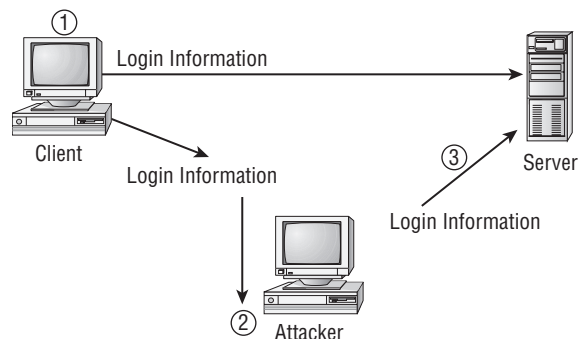 1
Login Information
Client
Server
Login Information
3
Login Information
2
Attacker